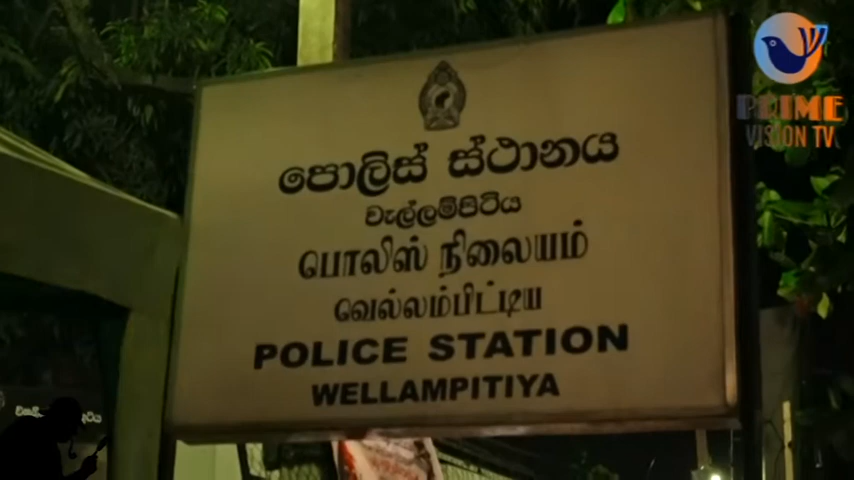 PRIME
VISION TV
පොලිස් ස්ථානය
වැල්ලම්පිටිය
பொலிஸ் நிலையம்
வெல்லம்பிட்டிய
POLICE STATION
WELLAMPITIYA